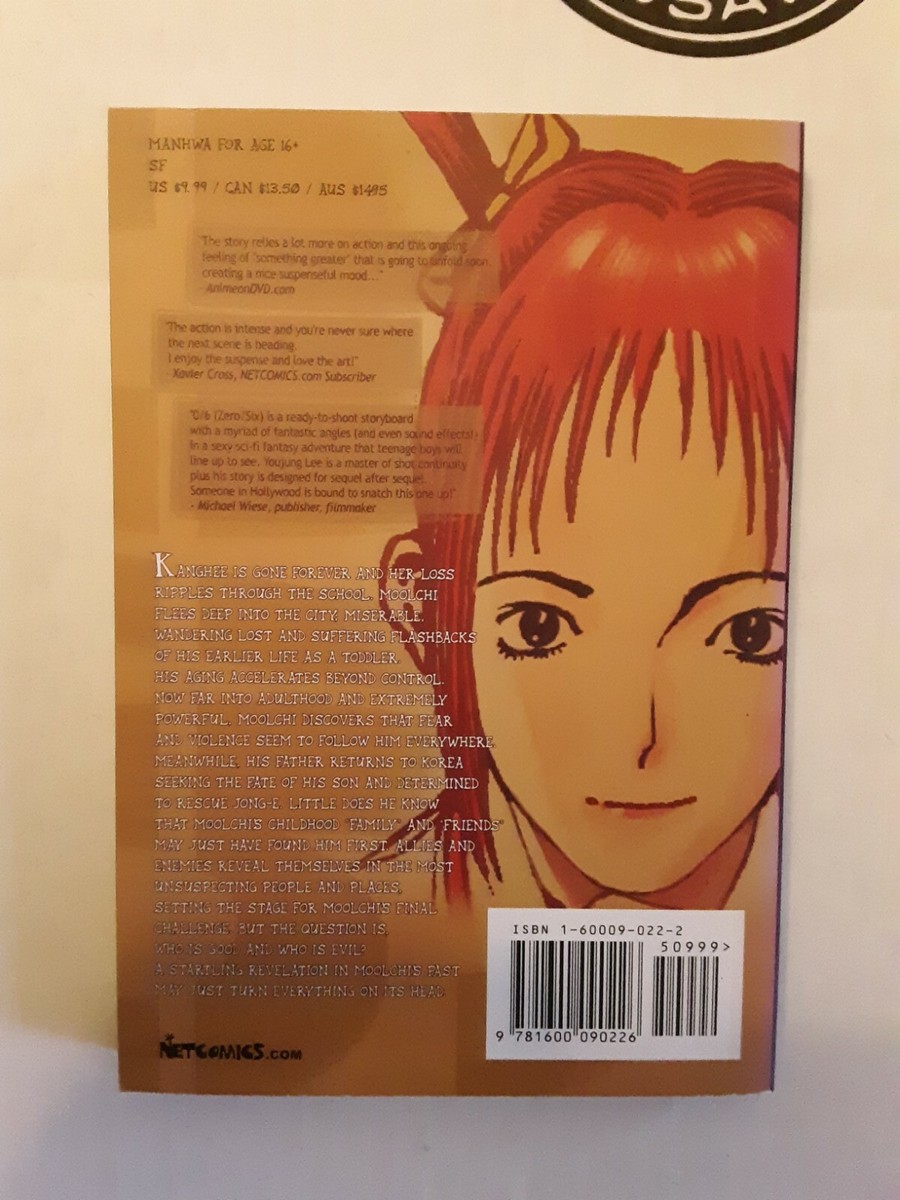 USA
MANHWA FOR AGE 16+
SF
US $9.99 / CAN $13.50 / AUS $14.95
"The story relies a lot more on action and this ongoing
feeling of 'something greater' that is going to unfold soon,
creating a nice suspenseful mood..."
- AnimeonDVD.com
"The action is intense and you're never sure where
the next scene is heading.
I enjoy the suspense and love the art!"
- Xavier Cross, NETCOMICS.com Subscriber
"0/6 (Zero/Six) is a ready-to-shoot storyboard
with a myriad of fantastic angles (and even sound effects!)
In a sexy sci-fi fantasy adventure that teenage boys will
line up to see. Youjung Lee is a master of shot continuity
plus his story is designed for sequel after sequel.
Someone in Hollywood is bound to snatch this one up!"
- Michael Wiese, publisher, filmmaker
KANGHEE IS GONE FOREVER AND HER LOSS
RIPPLES THROUGH THE SCHOOL. MOOLCHI
FLEES DEEP INTO THE CITY, MISERABLE.
WANDERING LOST AND SUFFERING FLASHBACKS
OF HIS EARLIER LIFE AS A TODDLER,
HIS AGING ACCELERATES BEYOND CONTROL.
NOW FAR INTO ADULTHOOD AND EXTREMELY
POWERFUL, MOOLCHI DISCOVERS THAT FEAR
AND VIOLENCE SEEM TO FOLLOW HIM EVERYWHERE.
MEANWHILE, HIS FATHER RETURNS TO KOREA
SEEKING THE FATE OF HIS SON AND DETERMINED
TO RESCUE JONG-E. LITTLE DOES HE KNOW
THAT MOOLCHI'S CHILDHOOD "FAMILY" AND "FRIENDS"
MAY JUST HAVE FOUND HIM FIRST. ALLIES AND
ENEMIES REVEAL THEMSELVES IN THE MOST
UNSUSPECTING PEOPLE AND PLACES,
SETTING THE STAGE FOR MOOLCHI'S FINAL
CHALLENGE. BUT THE QUESTION IS,
WHO IS GOOD AND WHO IS EVIL?
A STARTLING REVELATION IN MOOLCHI'S PAST
MAY JUST TURN EVERYTHING ON ITS HEAD.
NETCOMICS.COM
ISBN 1-60009-022-2
50999>
9 781600 090226